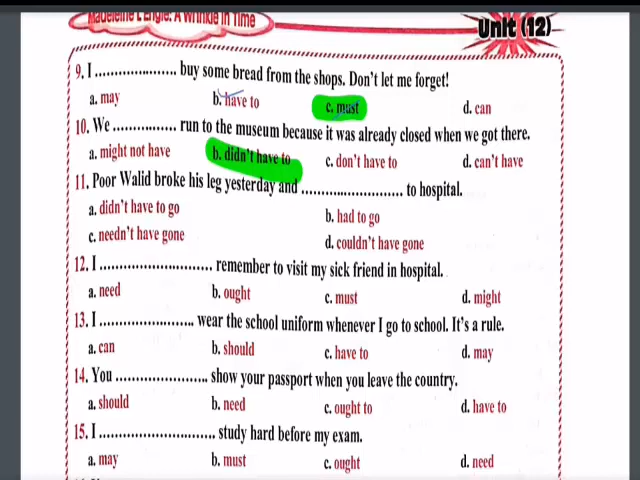 Madeleine L'Engle: A Wrinkle in Time
Unit (12)
9. I .................... buy some bread from the shops. Don't let me forget!
a. may b. have to c. must d. can
10. We ............... run to the museum because it was already closed when we got there.
a. might not have b. didn't have to c. don't have to d. can't have
11. Poor Walid broke his leg yesterday and ......................... to hospital.
a. didn't have to go b. had to go
c. needn't have gone d. couldn't have gone
12. I ............................ remember to visit my sick friend in hospital.
a. need b. ought c. must d. might
13. I ....................... wear the school uniform whenever I go to school. It's a rule.
a. can b. should c. have to d. may
14. You ....................... show your passport when you leave the country.
a. should b. need c. ought to d. have to
15. I ............................. study hard before my exam.
a. may b. must c. ought d. need